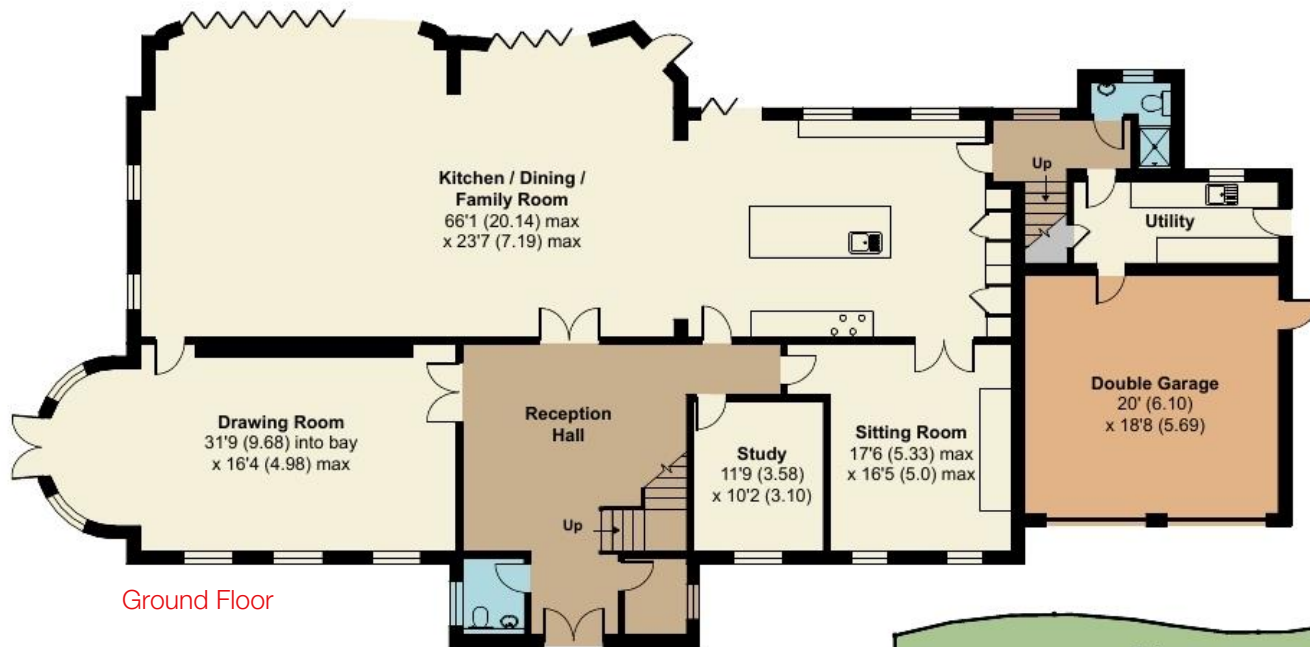 Kitchen / Dining /
Family Room
66'1 (20.14) max
x 23'7 (7.19) max
Up
Utility
Drawing Room
31'9 (9.68) into bay
x 16'4 (4.98) max
Reception
Hall
Up
Study
11'9 (3.58)
x 10'2 (3.10)
Sitting Room
17'6 (5.33) max
x 16'5 (5.0) max
Double Garage
20' (6.10)
x 18'8 (5.69)
Ground Floor